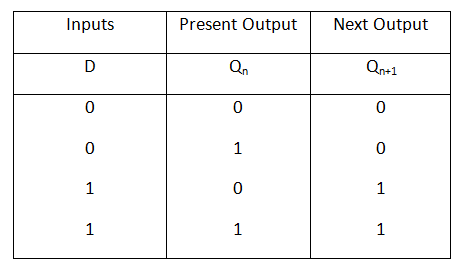 Inputs Present Output Next Output
D Qn Qn+1
0 0 0
0 1 0
1 0 1
1 1 1